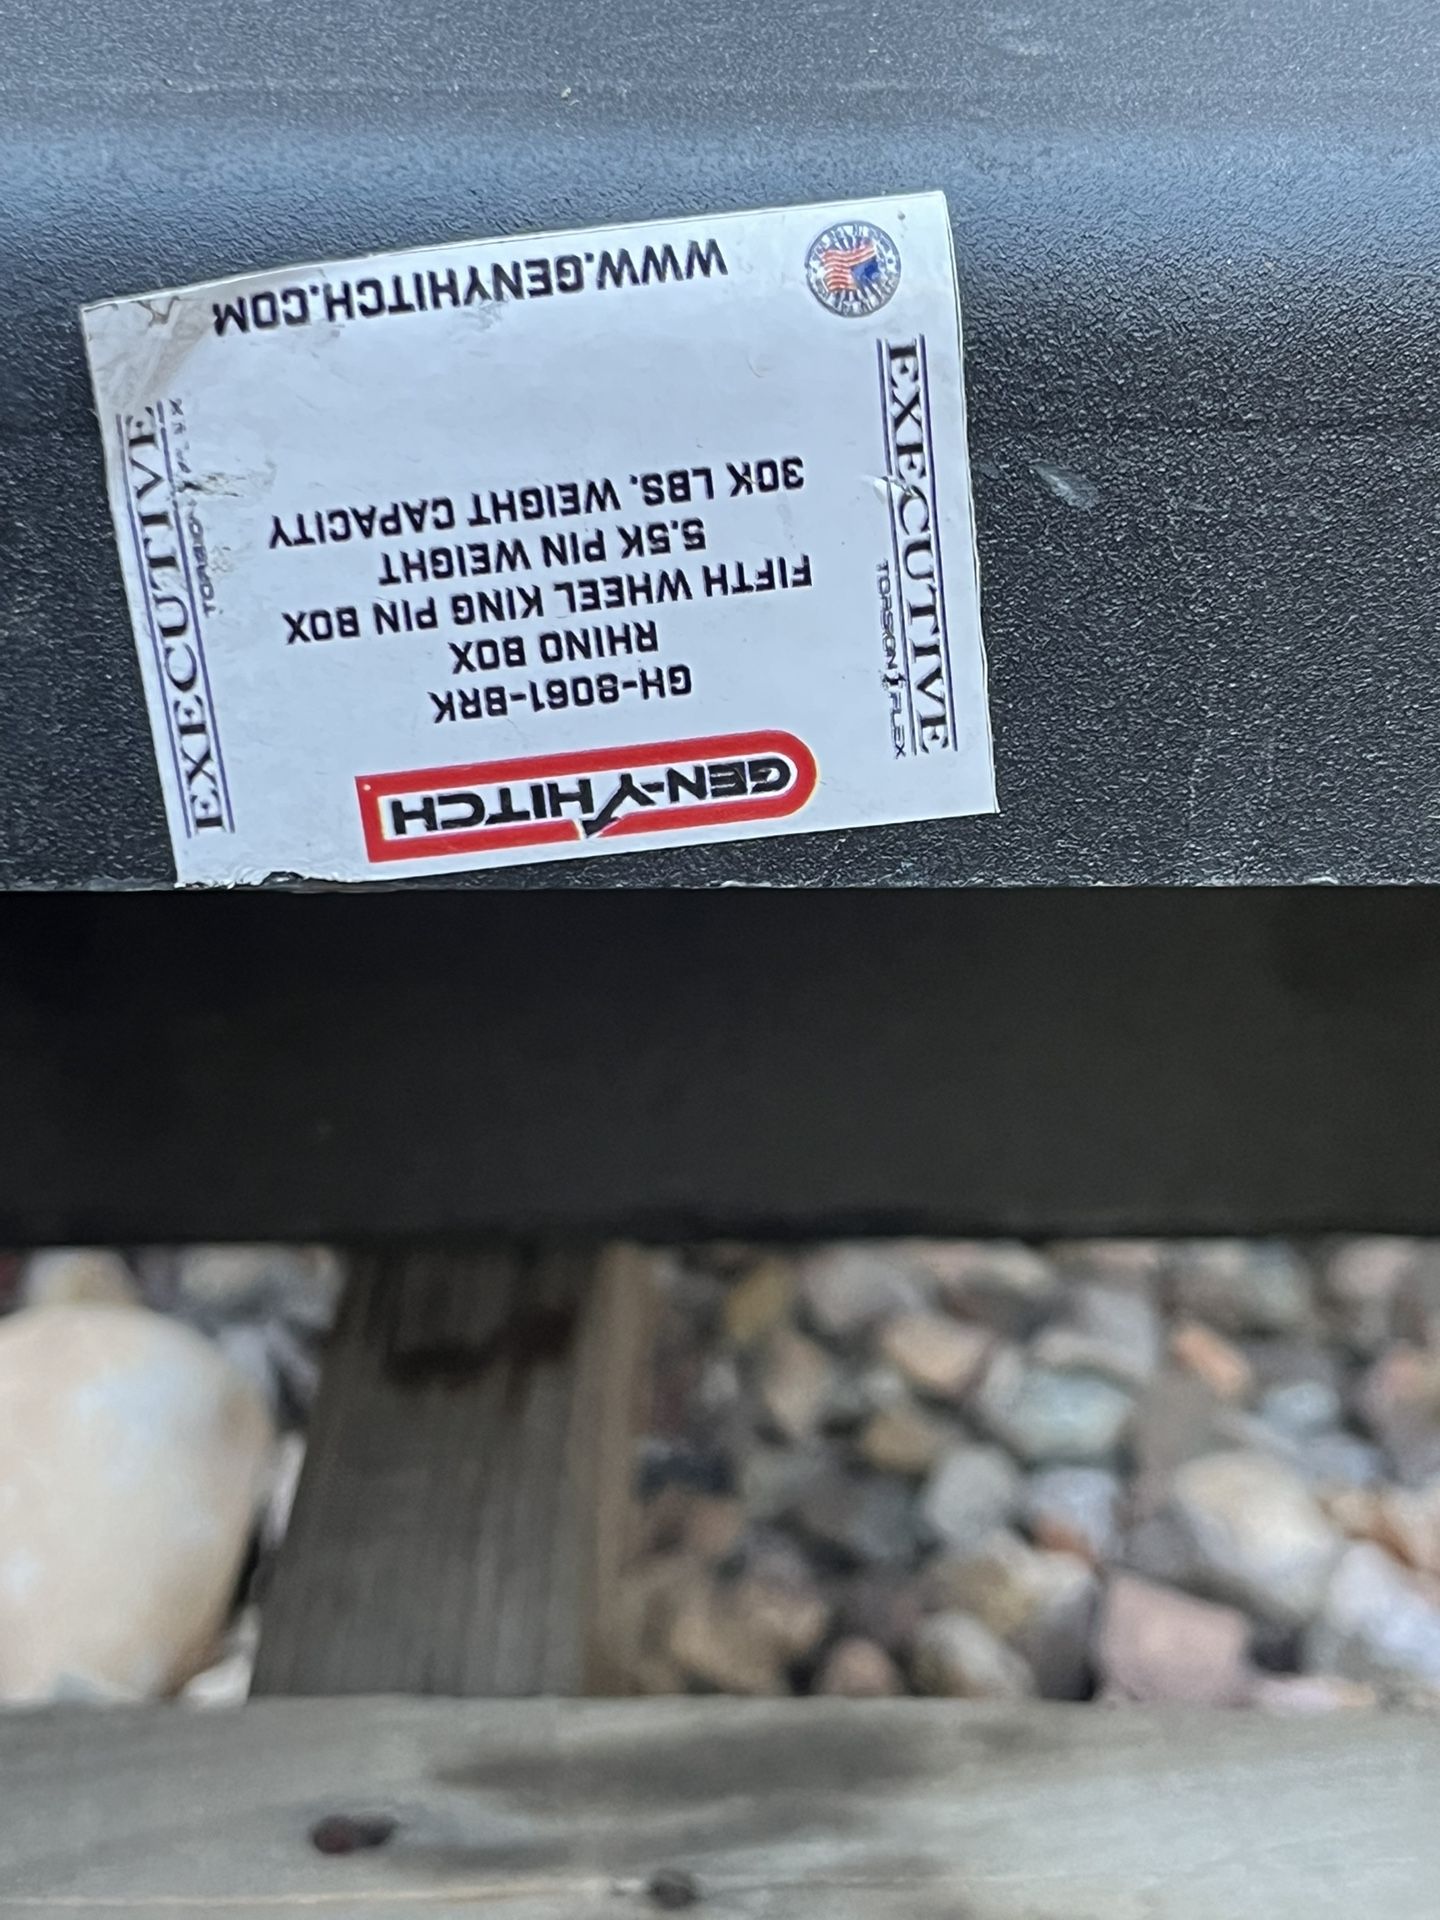 GEN-Y HITCH
GH-8061-BRK
RHINO BOX
FIFTH WHEEL KING PIN BOX
5.5K PIN WEIGHT
30K LBS. WEIGHT CAPACITY
WWW.GENYHITCH.COM
EXECUTIVE
TORSION FLEX
EXECUTIVE
TORSION